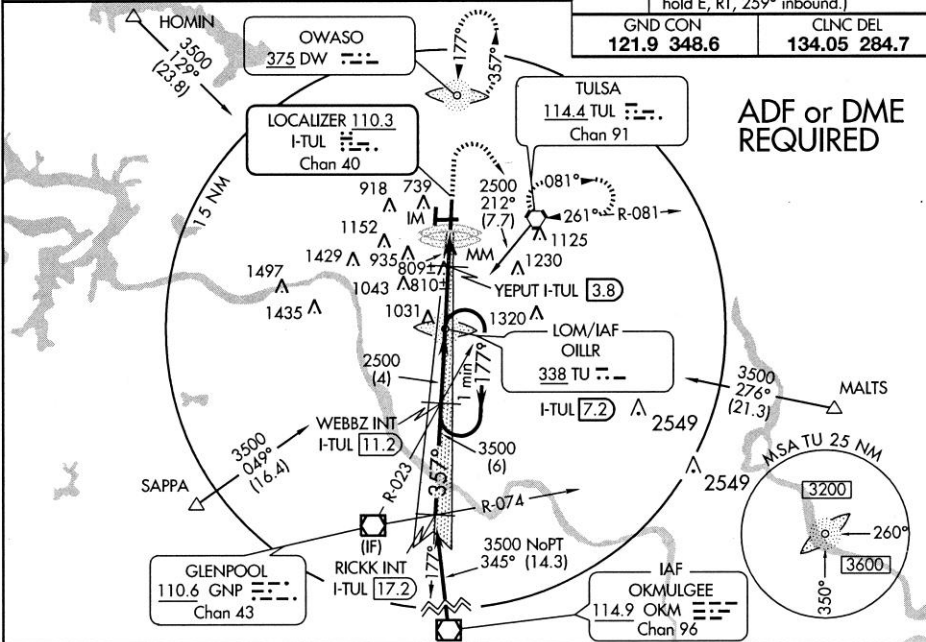 hold E, RT, 259° inbound.)
GND CON
121.9 348.6
CLNC DEL
134.05 284.7
ADF or DME
REQUIRED
HOMIN
3500
129°
(23.8)
OWASO
375 DW
177°
357°
TULSA
114.4 TUL
Chan 91
LOCALIZER 110.3
I-TUL
Chan 40
15 NM
918
739
IM
2500
212°
(7.7)
081°
261°
R-081
1125
1152
1429
935
809±
MM
1230
1497
1043
810±
YEPUT I-TUL 3.8
1435
1031
1320
LOM/IAF
OILLR
338 TU
I-TUL 7.2
2500
(4)
1 min
177°
3500
276°
(21.3)
MALTS
2549
WEBBZ INT
I-TUL 11.2
3500
049°
(16.4)
3500
(6)
357°
R-023
SAPPA
R-074
2549
MSA TU 25 NM
3200
260°
3600
350°
(IF)
RICKK INT
I-TUL 17.2
177°
3500 NoPT
345° (14.3)
GLENPOOL
110.6 GNP
Chan 43
IAF
OKMULGEE
114.9 OKM
Chan 96